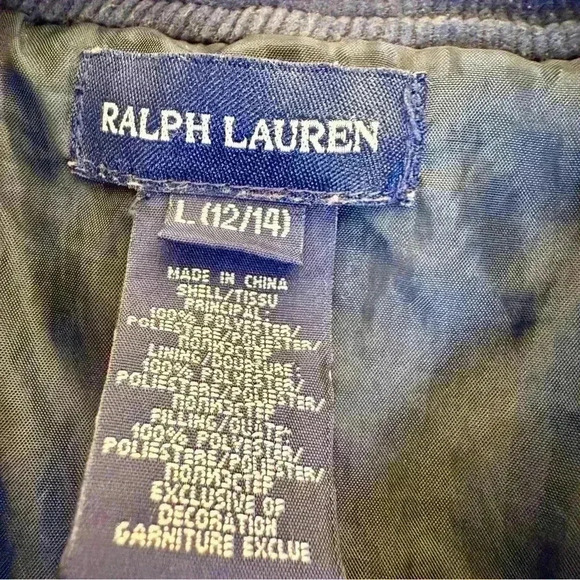 RALPH LAUREN
L (12/14)
MADE IN CHINA
SHELL/TISSU
PRINCIPAL:
100% POLYESTER/
POLIESTERE/POLYESTER/
LINING/DOUBLURE
100% POLYESTER/
POLIESTERE/POLYESTER/
FILLING/
100% POLYESTER/
POLIESTERE/POLYESTER/
EXCLUSIVE OF
DECORATION
GARNITURE EXCLUE